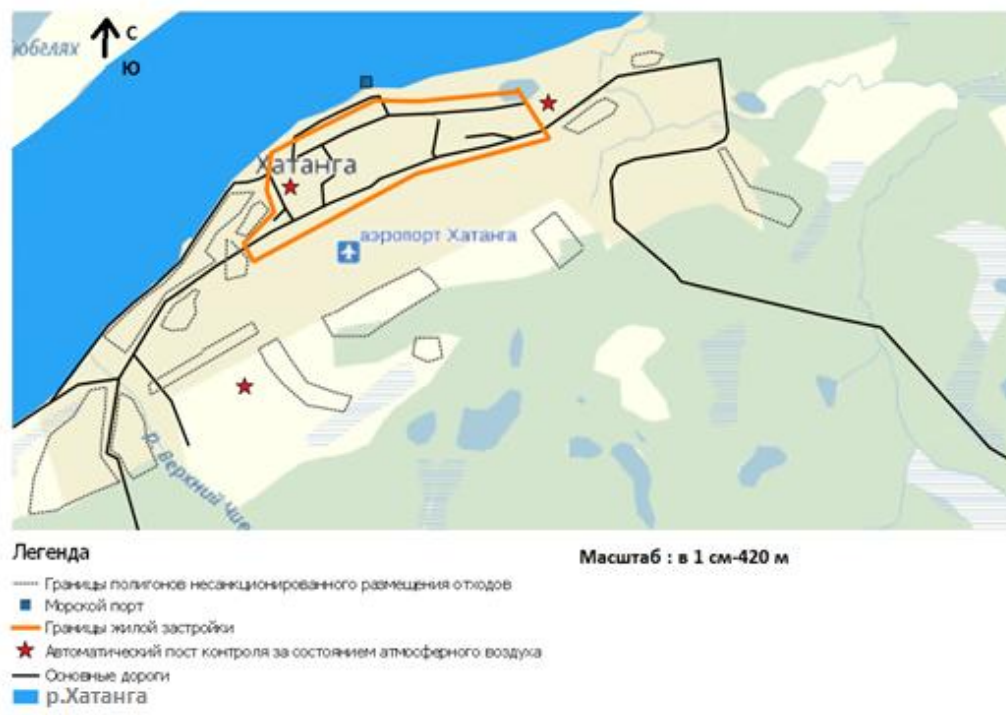 С
Ю
Хатанга
аэропорт Хатанга
р. Верхний Чие
Легенда
Масштаб : в 1 см-420 м
Границы полигонов несанкционированного размещения отходов
Морской порт
Границы жилой застройки
Автоматический пост контроля за состоянием атмосферного воздуха
Основные дороги
р.Хатанга